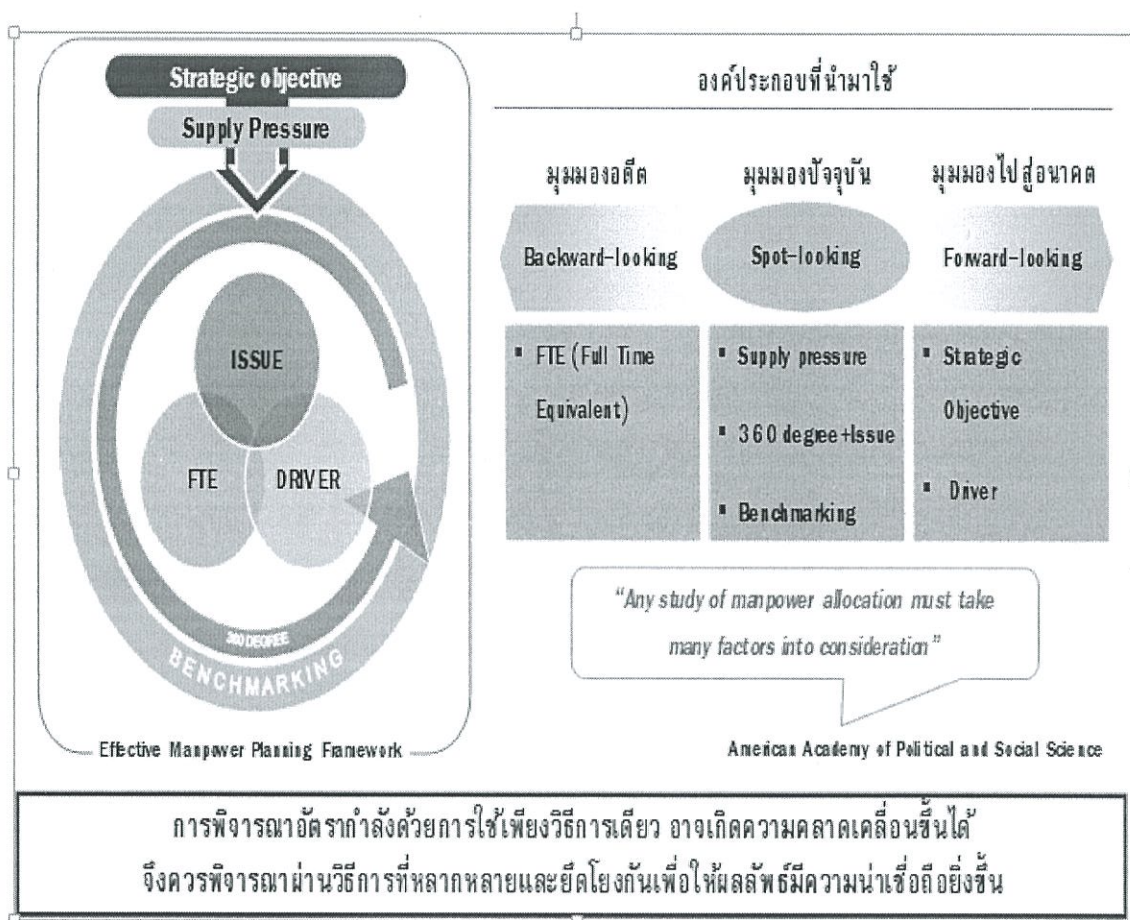 Strategic objective
Supply Pressure
ISSUE
FTE
DRIVER
360 DEGREE
BENCHMARKING
Effective Manpower Planning Framework
องค์ประกอบที่นำมาใช้
มุมมองอดีต
มุมมองปัจจุบัน
มุมมองไปสู่อนาคต
Backward-looking
Spot-looking
Forward-looking
▪ FTE (Full Time
Equivalent)
▪ Supply pressure
▪ 360 degree+Issue
▪ Benchmarking
▪ Strategic
Objective
▪ Driver
"Any study of manpower allocation must take
many factors into consideration"
American Academy of Political and Social Science
การพิจารณาอัตรากำลังด้วยการใช้เพียงวิธีการเดียว อาจเกิดความคลาดเคลื่อนขึ้นได้
จึงควรพิจารณาผ่านวิธีการที่หลากหลายและยึดโยงกันเพื่อให้ผลลัพธ์มีความน่าเชื่อถือยิ่งขึ้น